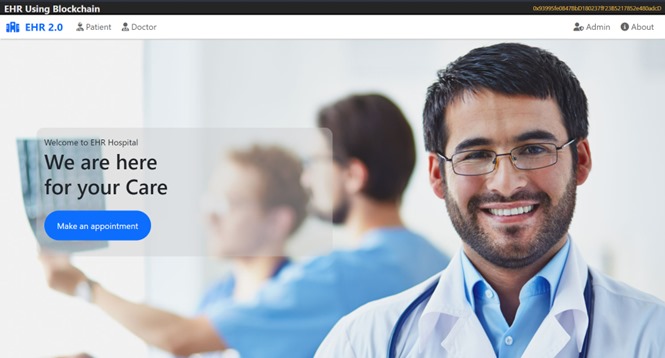 EHR Using Blockchain
EHR 2.0
Patient
Doctor
Admin
About
Welcome to EHR Hospital
We are here
for your Care
Make an appointment